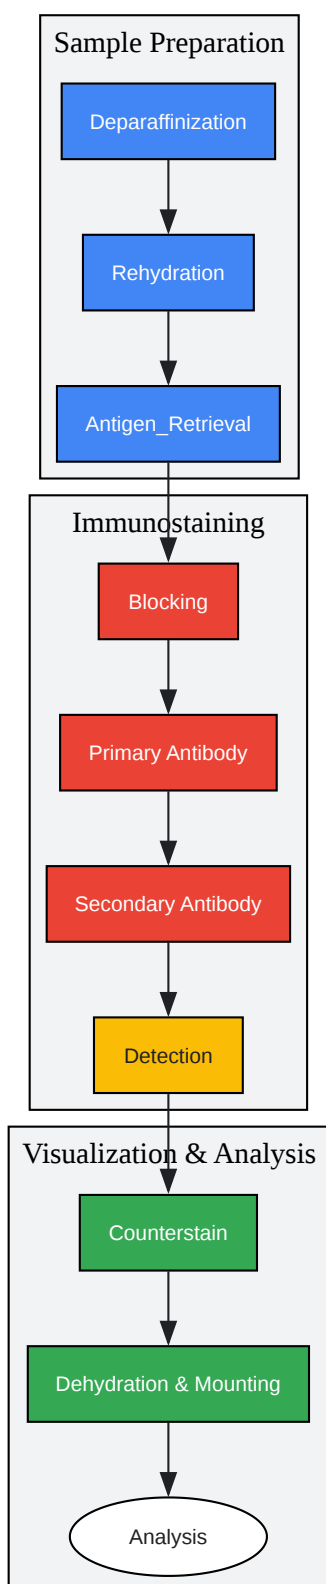 Sample Preparation
Deparaffinization
Rehydration
Antigen_Retrieval
Immunostaining
Blocking
Primary Antibody
Secondary Antibody
Detection
Visualization & Analysis
Counterstain
Dehydration & Mounting
Analysis